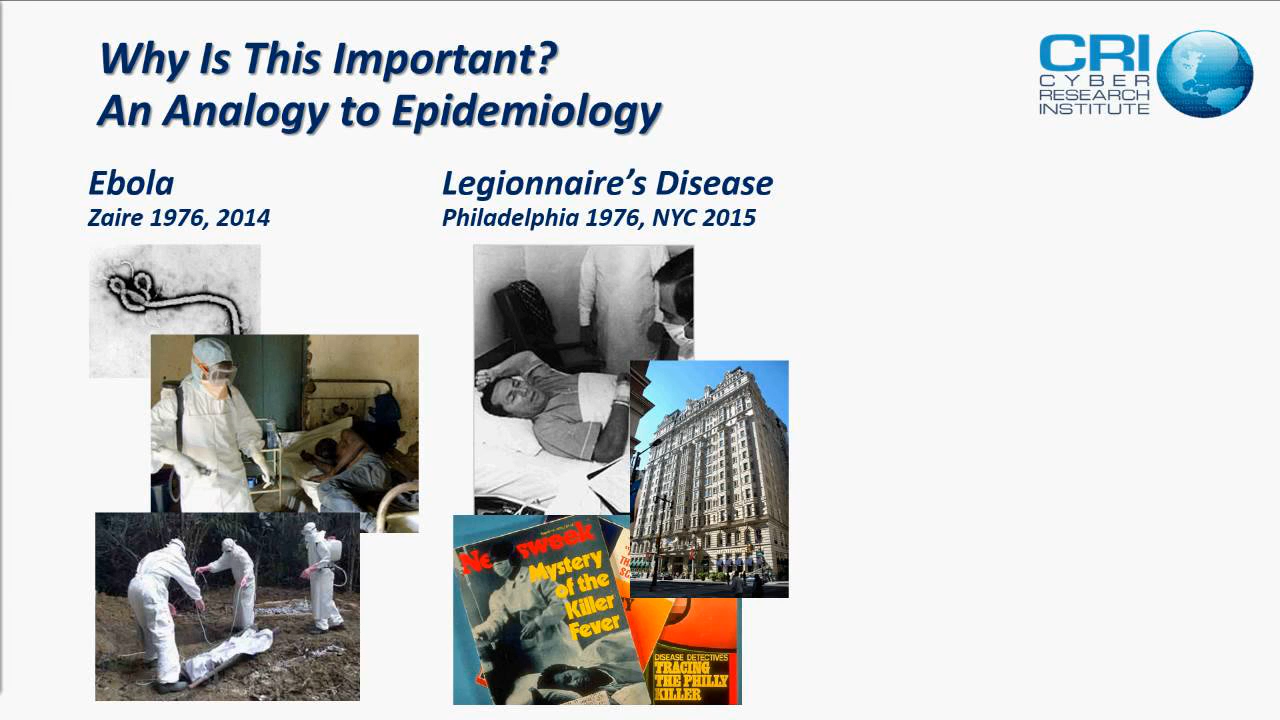 Why Is This Important?
An Analogy to Epidemiology
CRI
CYBER
RESEARCH
INSTITUTE
Ebola
Zaire 1976, 2014
Legionnaire’s Disease
Philadelphia 1976, NYC 2015
Newsweek
Mystery
of the
Killer
Fever
DISEASE DETECTIVES
TRACING
THE PHILLY
KILLER